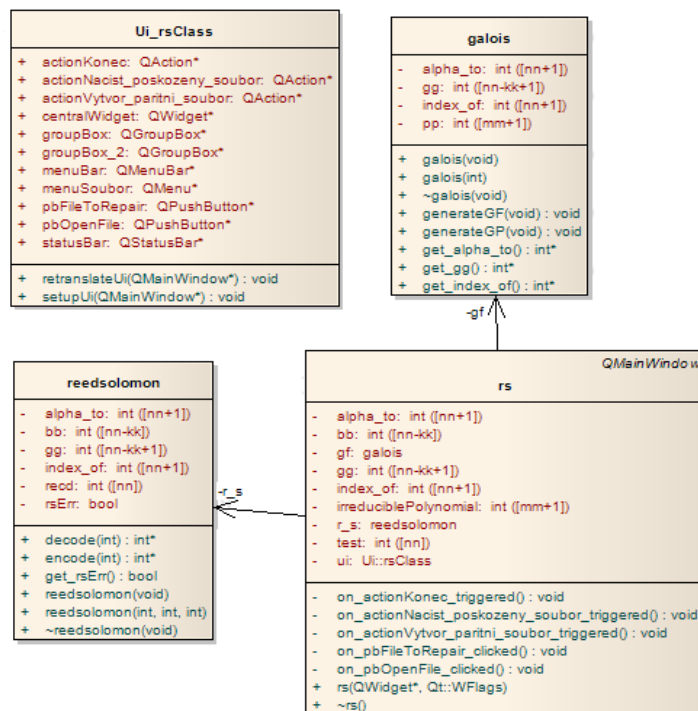 Ui_rsClass
+ actionKonec: QAction*
+ actionNacist_poskozeny_soubor: QAction*
+ actionVytvor_paritni_soubor: QAction*
+ centralWidget: QWidget*
+ groupBox: QGroupBox*
+ groupBox_2: QGroupBox*
+ menuBar: QMenuBar*
+ menuSoubor: QMenu*
+ pbFileToRepair: QPushButton*
+ pbOpenFile: QPushButton*
+ statusBar: QStatusBar*
+ retranslateUi(QMainWindow*) : void
+ setupUi(QMainWindow*) : void
galois
- alpha_to: int ([nn+1])
- gg: int ([nn-kk+1])
- index_of: int ([nn+1])
- pp: int ([mm+1])
+ galois(void)
+ galois(int)
+ ~galois(void)
+ generateGF(void) : void
+ generateGP(void) : void
+ get_alpha_to() : int*
+ get_gg() : int*
+ get_index_of() : int*
-gf
reedsolomon
- alpha_to: int ([nn+1])
- bb: int ([nn-kk])
- gg: int ([nn-kk+1])
- index_of: int ([nn+1])
- recd: int ([nn])
- rsErr: bool
+ decode(int) : int*
+ encode(int) : int*
+ get_rsErr() : bool
+ reedsolomon(void)
+ reedsolomon(int, int, int)
+ ~reedsolomon(void)
-r_s
QMainWindow
rs
- alpha_to: int ([nn+1])
- bb: int ([nn-kk])
- gf: galois
- gg: int ([nn-kk+1])
- index_of: int ([nn+1])
- irreduciblePolynomial: int ([mm+1])
- r_s: reedsolomon
- test: int ([nn])
- ui: Ui::rsClass
- on_actionKonec_triggered() : void
- on_actionNacist_poskozeny_soubor_triggered() : void
- on_actionVytvor_paritni_soubor_triggered() : void
- on_pbFileToRepair_clicked() : void
- on_pbOpenFile_clicked() : void
+ rs(QWidget*, Qt::WFlags)
+ ~rs()